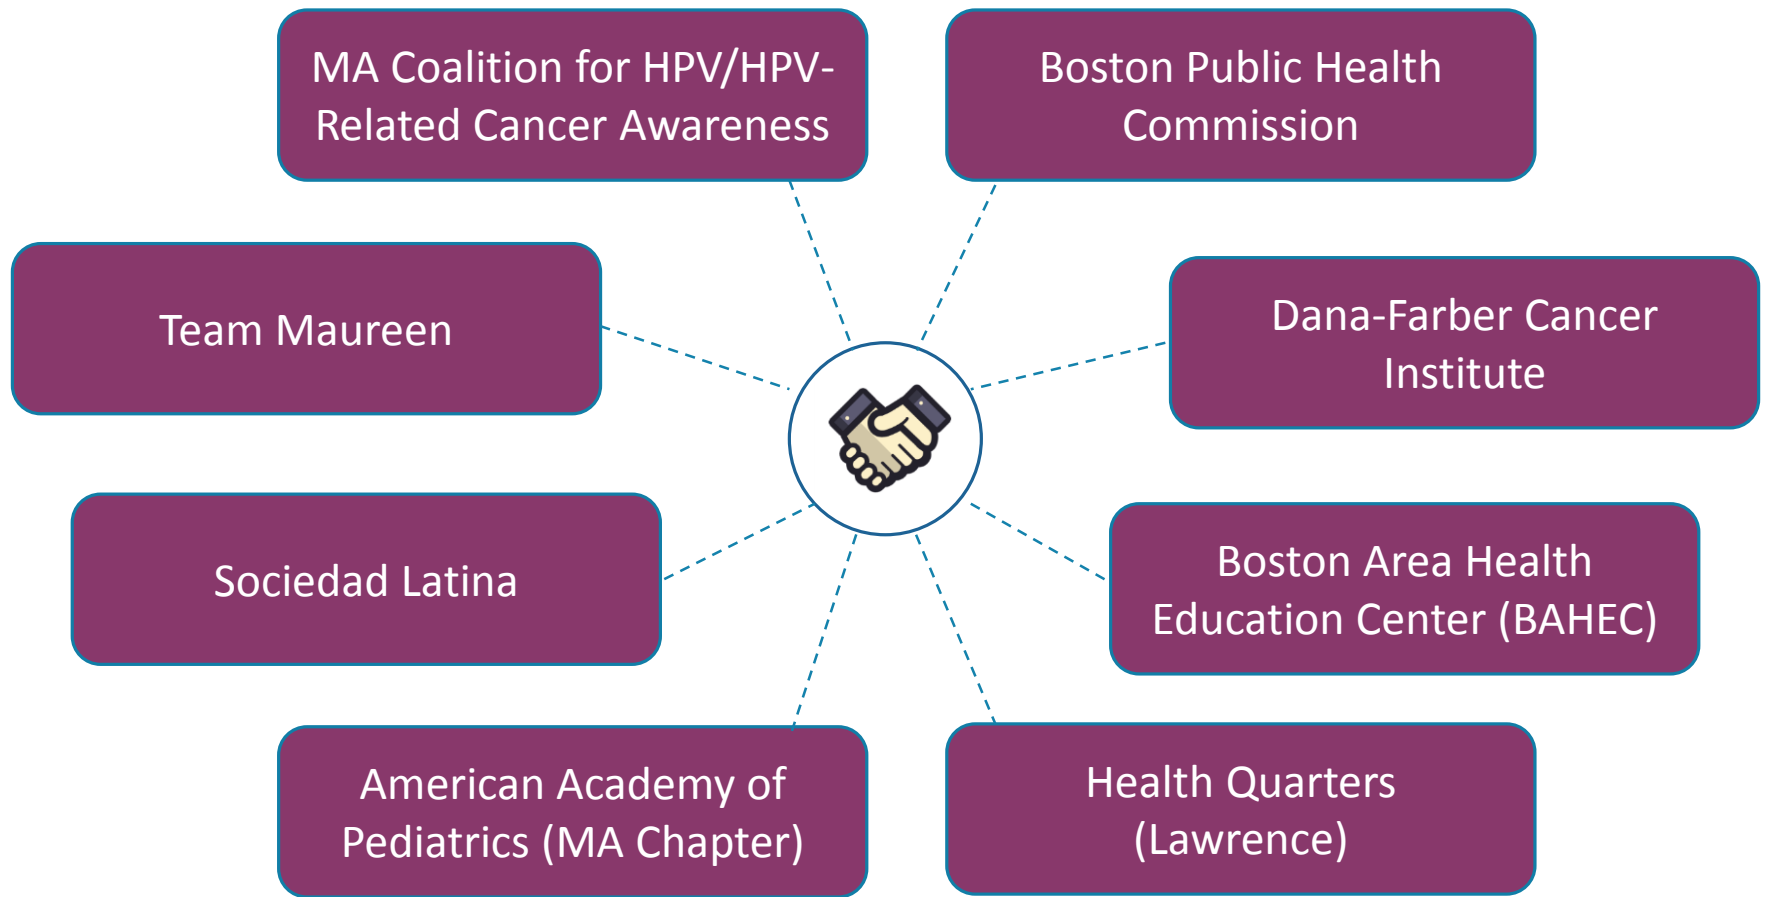 MA Coalition for HPV/HPV-
Related Cancer Awareness
Boston Public Health
Commission
Team Maureen
Dana-Farber Cancer
Institute
Sociedad Latina
Boston Area Health
Education Center (BAHEC)
American Academy of
Pediatrics (MA Chapter)
Health Quarters
(Lawrence)